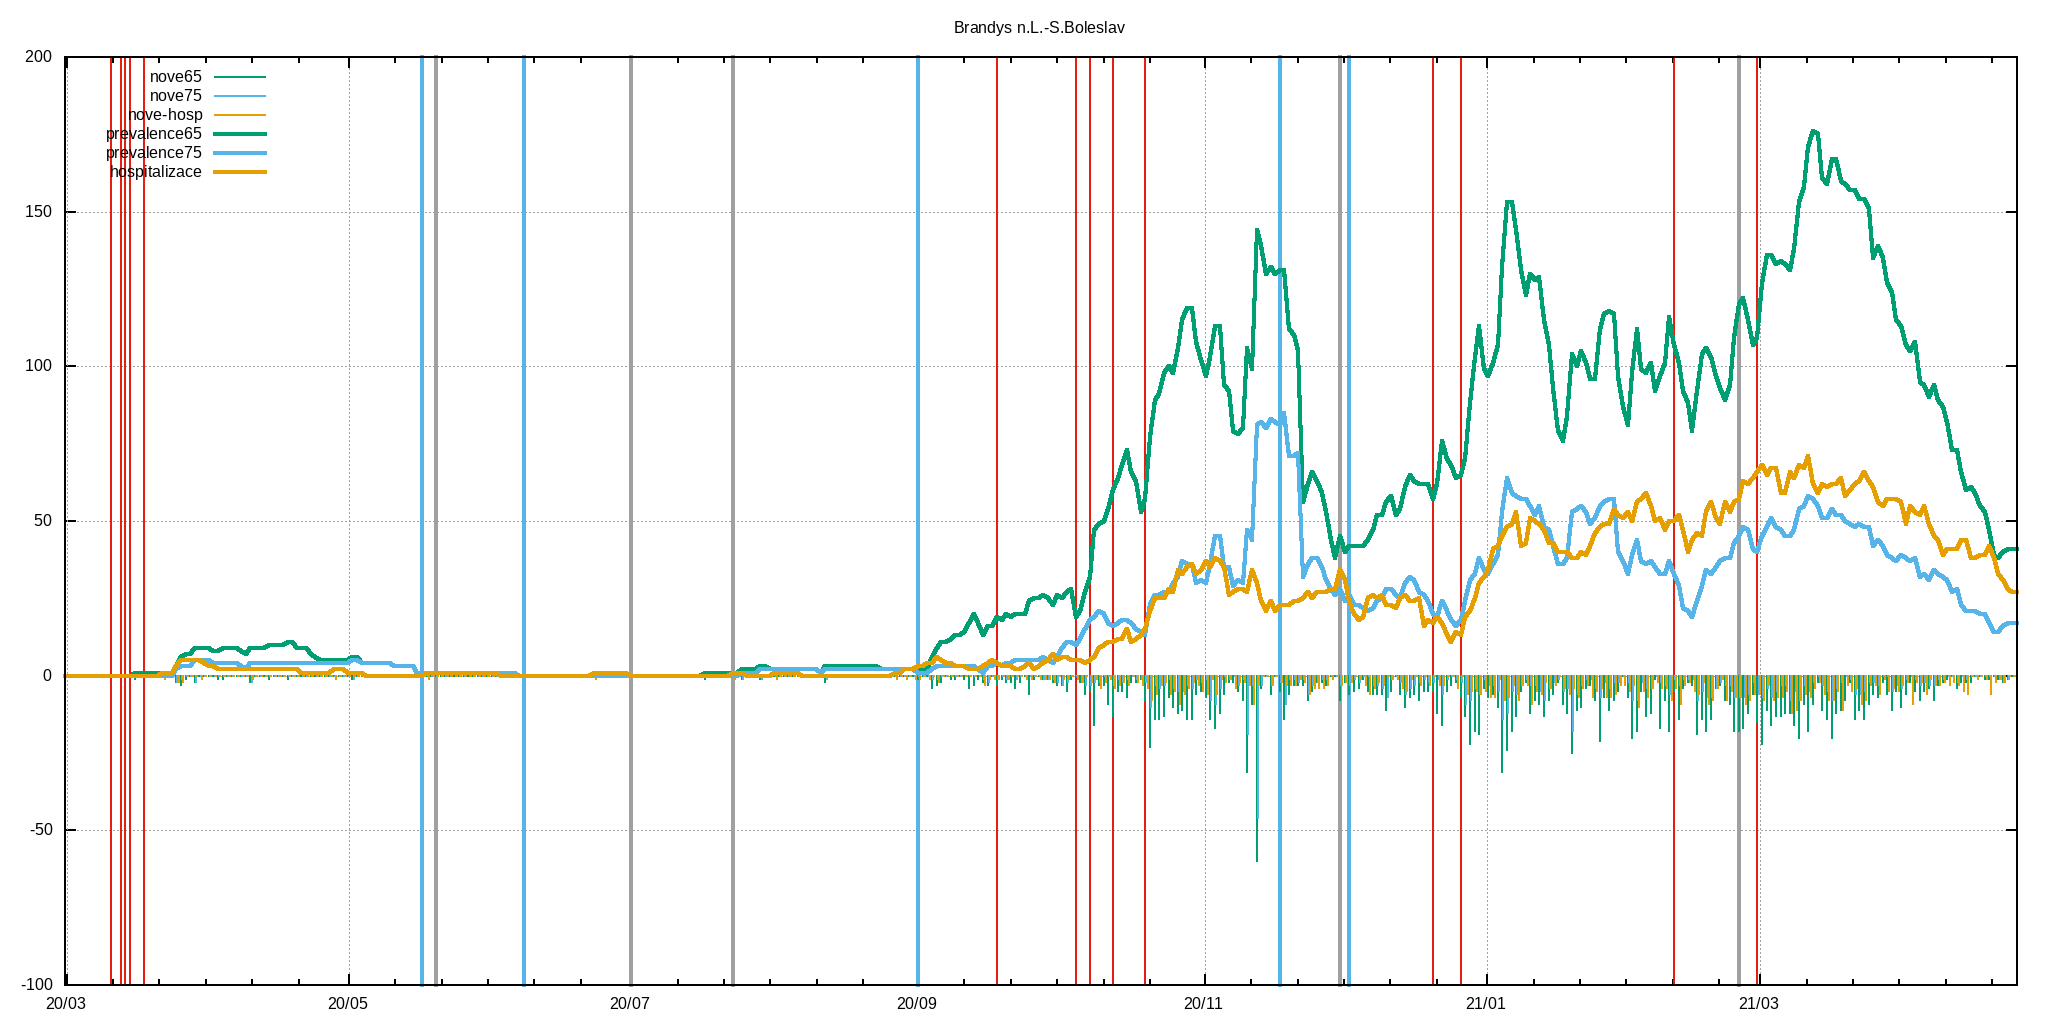 Brandys n.L.-S.Boleslav
200
150
100
50
0
-50
-100
nove65
nove75
nove-hosp
prevalence65
prevalence75
hospitalizace
20/03 20/05 20/07 20/09 20/11 21/01 21/03